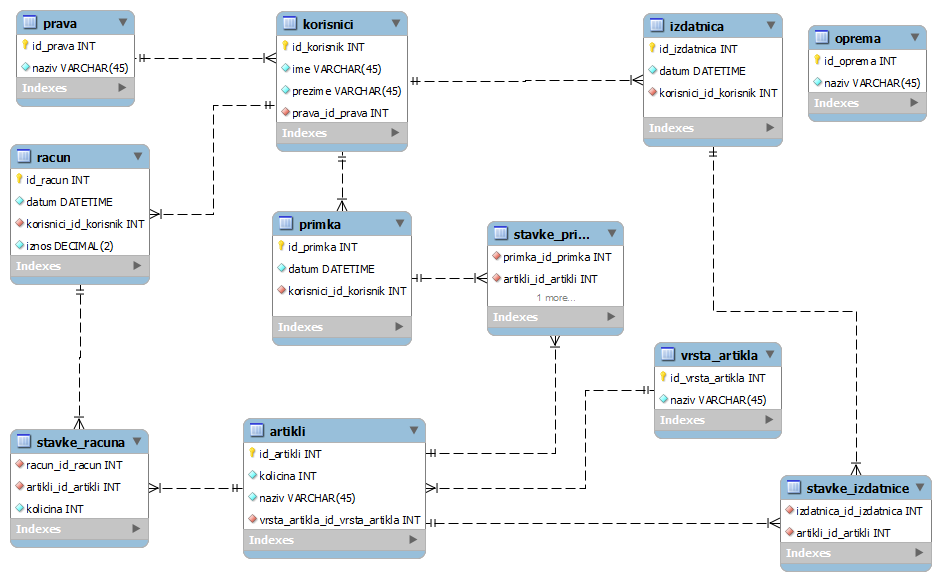 prava
id_prava INT
naziv VARCHAR(45)
Indexes
korisnici
id_korisnik INT
ime VARCHAR(45)
prezime VARCHAR(45)
prava_id_prava INT
Indexes
izdatnica
id_izdatnica INT
datum DATETIME
korisnici_id_korisnik INT
Indexes
oprema
id_oprema INT
naziv VARCHAR(45)
Indexes
racun
id_racun INT
datum DATETIME
korisnici_id_korisnik INT
iznos DECIMAL(2)
Indexes
primka
id_primka INT
datum DATETIME
korisnici_id_korisnik INT
Indexes
stavke_pri...
primka_id_primka INT
artikli_id_artikli INT
1 more...
Indexes
vrsta_artikla
id_vrsta_artikla INT
naziv VARCHAR(45)
Indexes
stavke_racuna
racun_id_racun INT
artikli_id_artikli INT
kolicina INT
Indexes
artikli
id_artikli INT
kolicina INT
naziv VARCHAR(45)
vrsta_artikla_id_vrsta_artikla INT
Indexes
stavke_izdatnice
izdatnica_id_izdatnica INT
artikli_id_artikli INT
Indexes